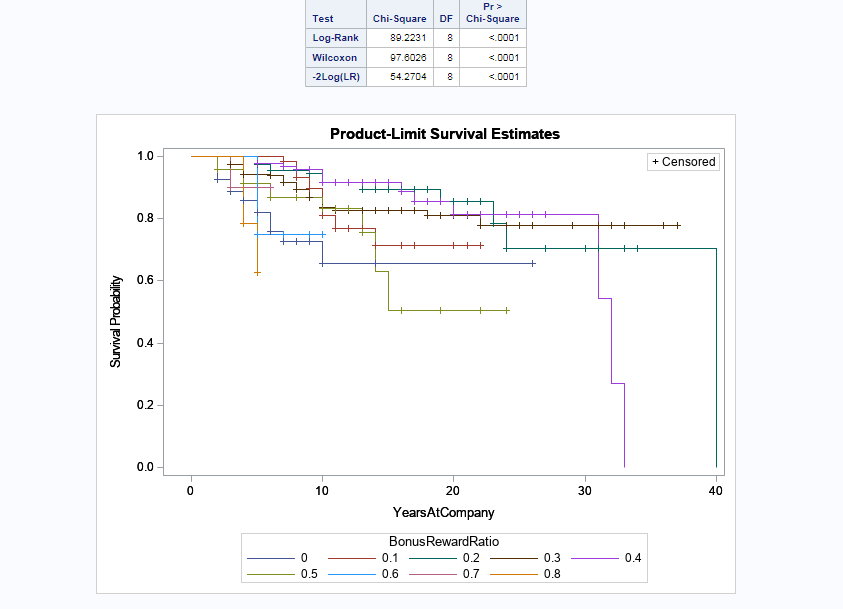 Pr >
Test Chi-Square DF Chi-Square
Log-Rank 89.2231 8 <.0001
Wilcoxon 97.6026 8 <.0001
-2Log(LR) 54.2704 8 <.0001
Product-Limit Survival Estimates
+ Censored
1.0
0.8
0.6
0.4
0.2
0.0
Survival Probability
0 10 20 30 40
YearsAtCompany
BonusRewardRatio
0 0.1 0.2 0.3 0.4
0.5 0.6 0.7 0.8